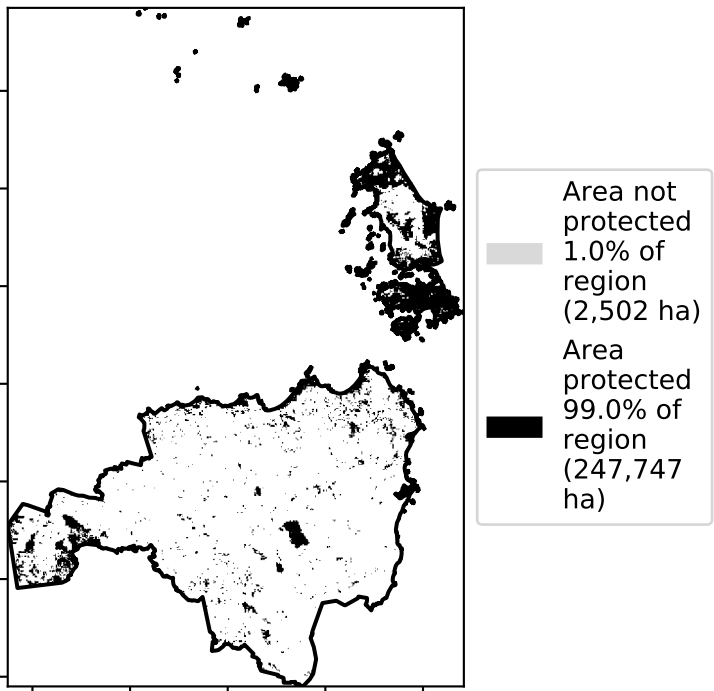 Area not
protected
1.0% of
region
(2,502 ha)
Area
protected
99.0% of
region
(247,747
ha)